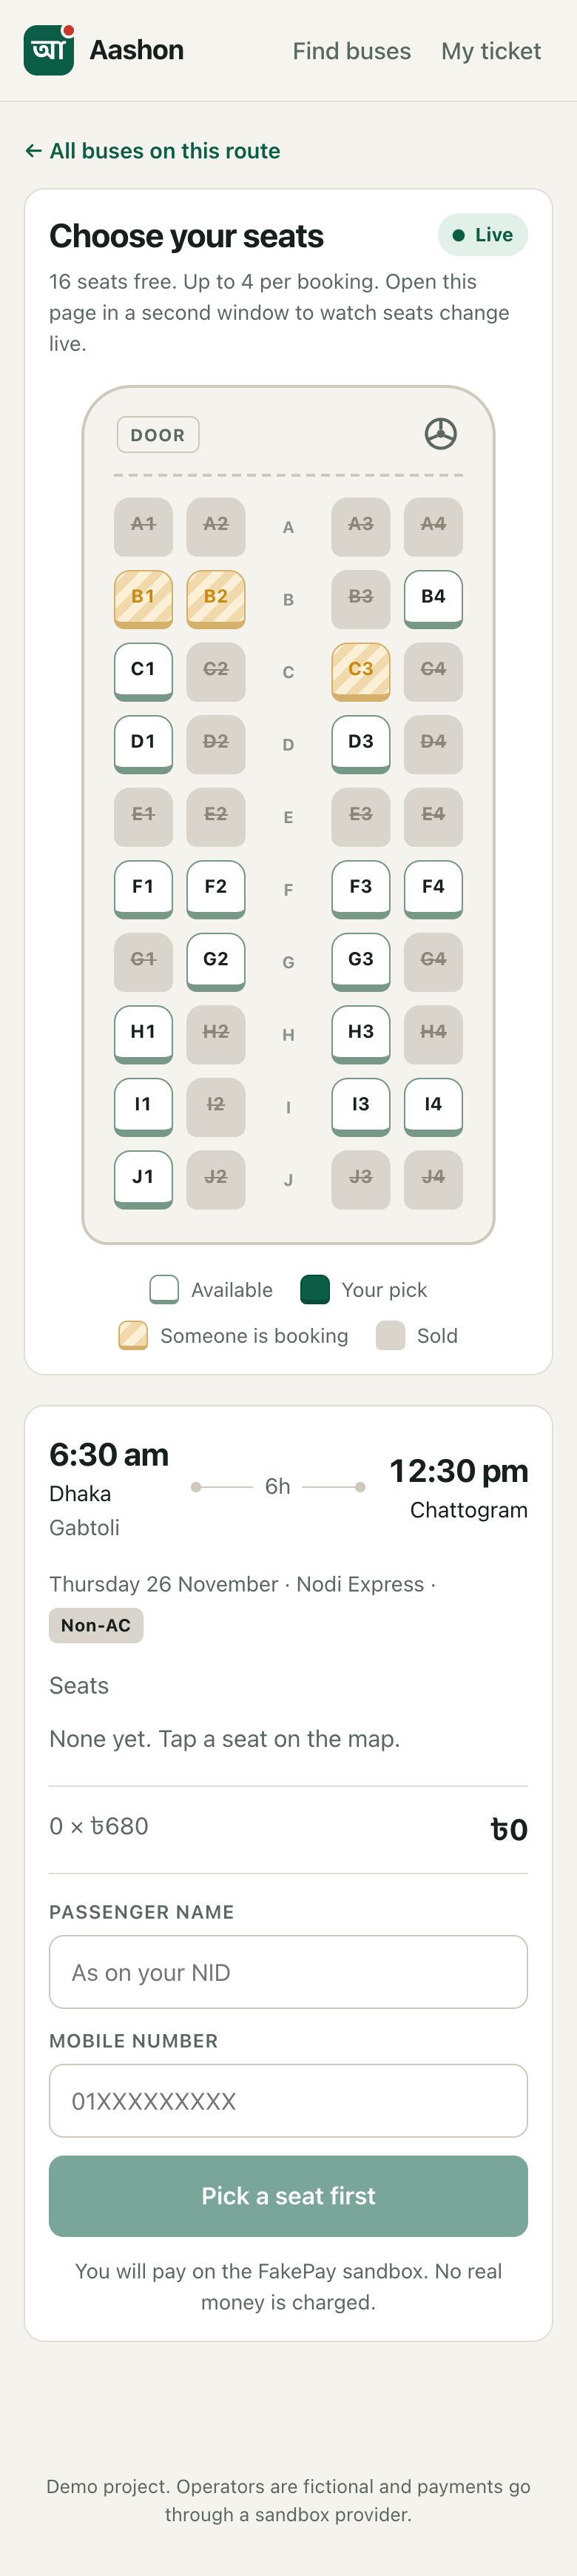 আ Aashon Find buses My ticket
← All buses on this route
Choose your seats Live
16 seats free. Up to 4 per booking. Open this
page in a second window to watch seats change
live.
DOOR
A1 A2 A A3 A4
B1 B2 B B3 B4
C1 C2 C C3 C4
D1 D2 D D3 D4
E1 E2 E E3 E4
F1 F2 F F3 F4
G1 G2 G G3 G4
H1 H2 H H3 H4
I1 I2 I I3 I4
J1 J2 J J3 J4
Available Your pick
Someone is booking Sold
6:30 am 6h 12:30 pm
Dhaka Chattogram
Gabtoli
Thursday 26 November · Nodi Express ·
Non-AC
Seats
None yet. Tap a seat on the map.
0 × ৳680 ৳0
PASSENGER NAME
As on your NID
MOBILE NUMBER
01XXXXXXXXX
Pick a seat first
You will pay on the FakePay sandbox. No real
money is charged.
Demo project. Operators are fictional and payments go
through a sandbox provider.